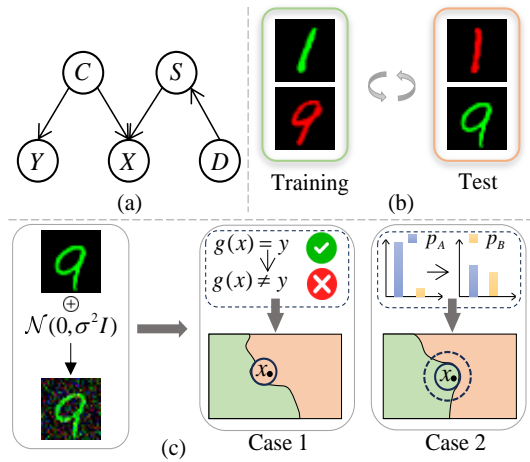 C
S
Y
X
D
(a)
Training
Test
(b)
⊕
𝒩(0, σ²I)
g(x) = y
g(x) ≠ y
x
Case 1
p_A
p_B
x
Case 2
(c)